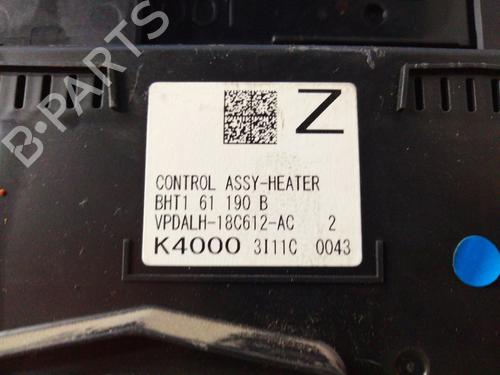 B-PARTS
Z
CONTROL ASSY-HEATER
BHT1 61 190 B
VPDALH-18C612-AC 2
K4000 3I11C 0043